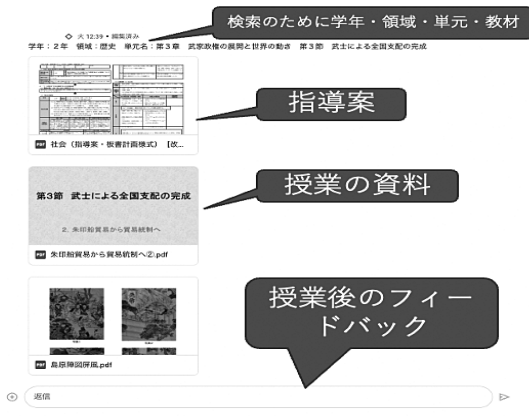 検索のために学年・領域・単元・教材
火 12:39 • 編集済み
学年：2年　領域：歴史　単元名：第3章　武家政権の展開と世界の動き　第3節　武士による全国支配の完成
指導案
PDF 社会（指導案・板書計画様式）【改...
授業の資料
第3節　武士による全国支配の完成
2. 朱印船貿易から貿易統制へ
PDF 朱印船貿易から貿易統制へ②.pdf
授業後のフィー
ドバック
PDF 島原陣図屏風.pdf
返信